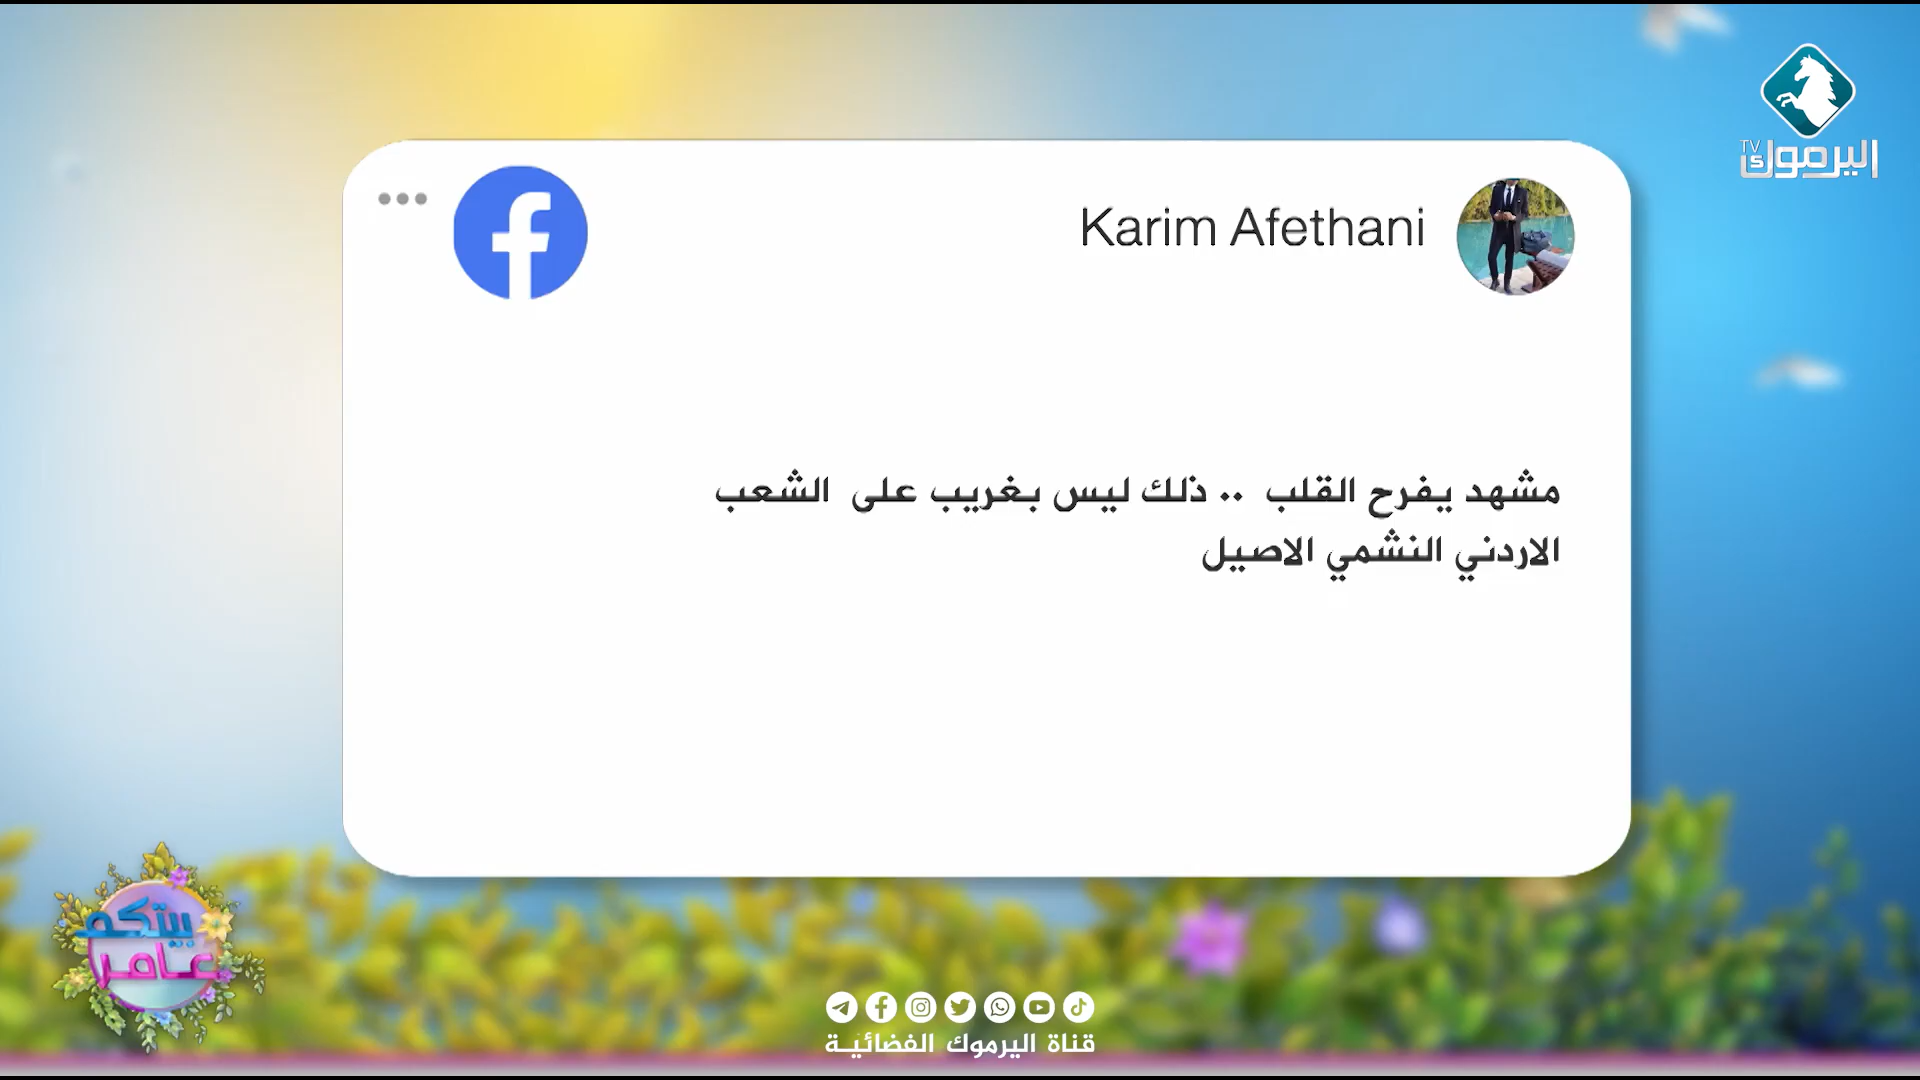 TV
اليرموك
Karim Afethani
مشهد يفرح القلب .. ذلك ليس بغريب على الشعب
الاردني النشمي الاصيل
بيتكم
عامر
قناة اليرموك الفضائيـة